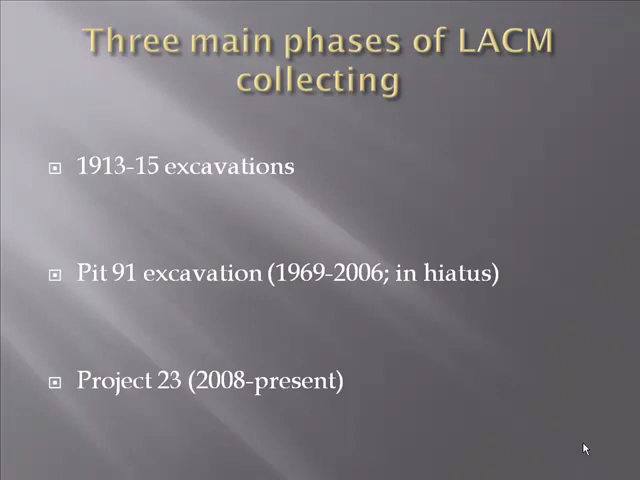 Three main phases of LACM
collecting
1913-15 excavations
Pit 91 excavation (1969-2006; in hiatus)
Project 23 (2008-present)